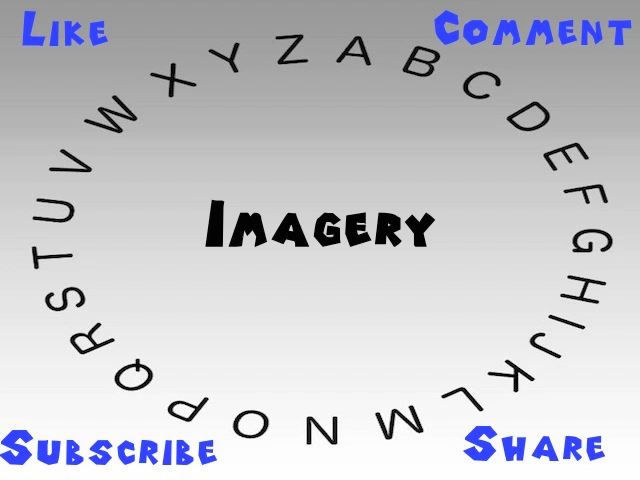 Like
Comment
A B C D E F G H I J K L M N O P Q R S T U V W X Y Z
Imagery
Subscribe
Share